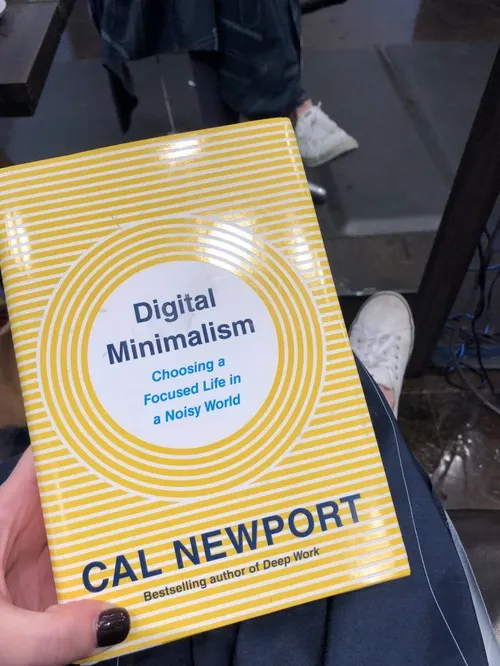 Digital
Minimalism
Choosing a
Focused Life in
a Noisy World
CAL NEWPORT
Bestselling author of Deep Work